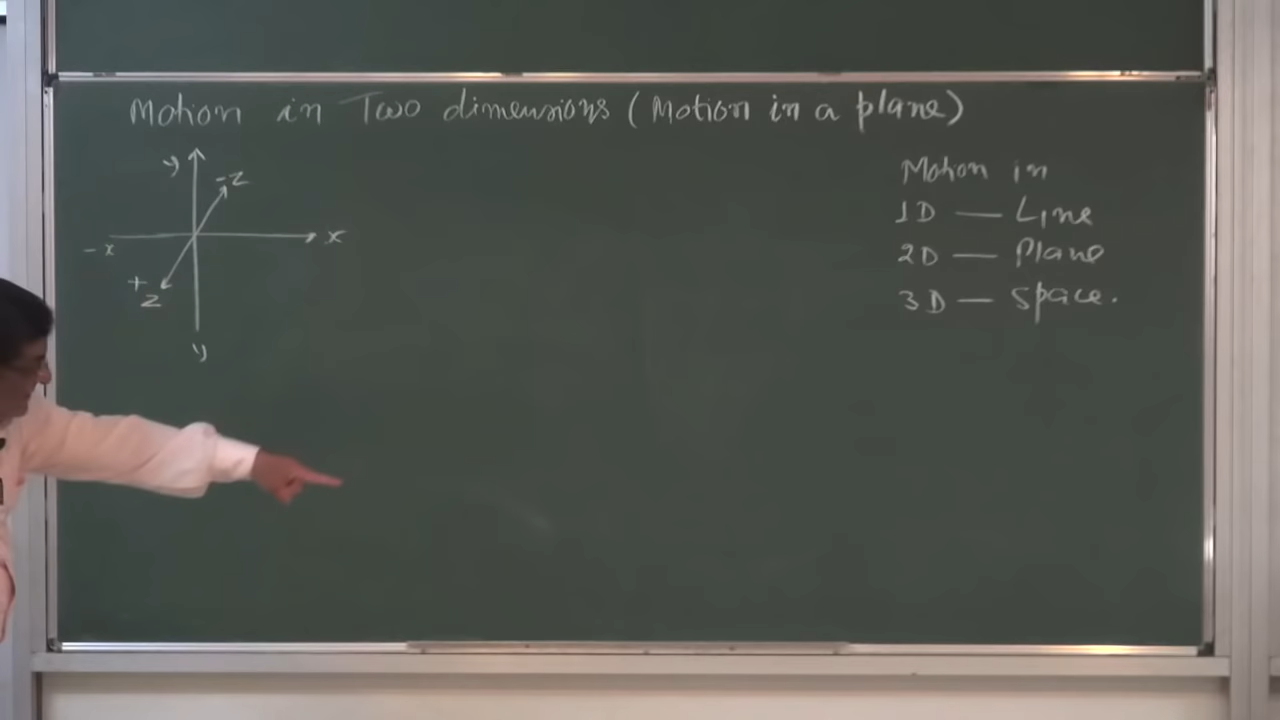 Motion in Two dimensions (Motion in a plane)
y
-z
-x
x
+
z
y
Motion in
1D — Line
2D — Plane
3D — Space.